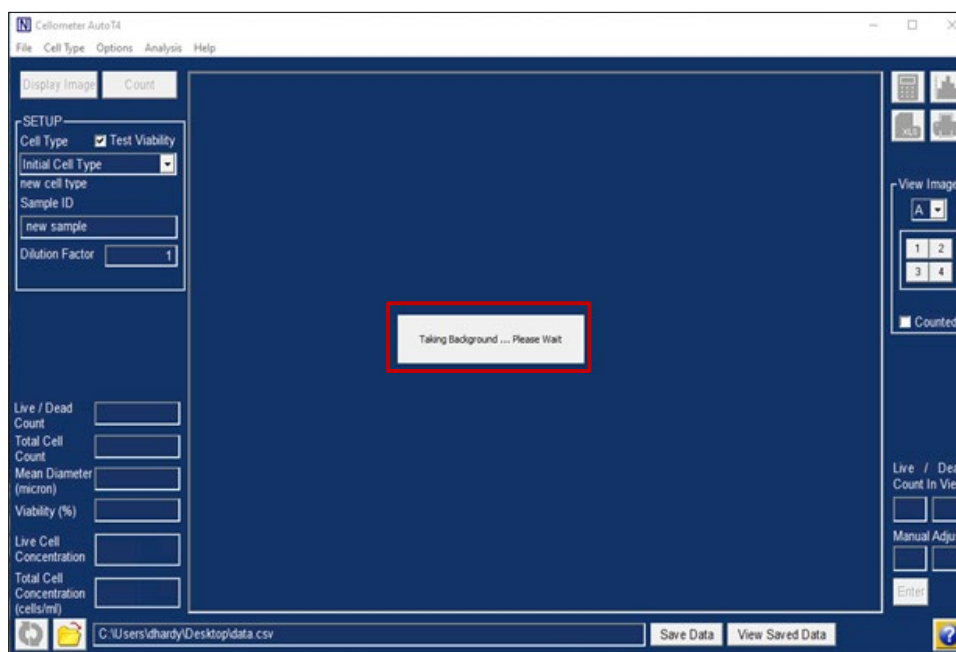 N Cellometer AutoT4
File Cell Type Options Analysis Help
Display Image Count
SETUP
Cell Type Test Viability
Initial Cell Type
new cell type
Sample ID
new sample
Dilution Factor 1
Taking Background .... Please Wait
XLS
View Image
A
1 2
3 4
Counted
Live / Dead
Count
Total Cell
Count
Mean Diameter
(micron)
Viability (%)
Live Cell
Concentration
Total Cell
Concentration
(cells/ml)
Live / Dea
Count In Vie
Manual Adju
Enter
C:\Users\dhardy\Desktop\data.csv Save Data View Saved Data ?